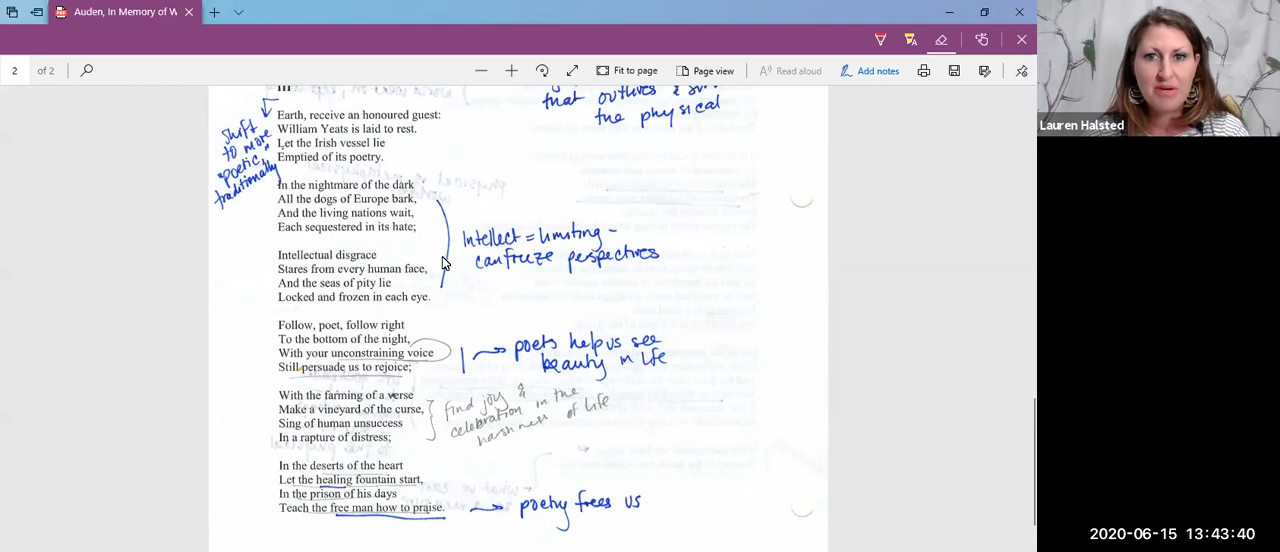 Auden, In Memory of W
2 of 2
Fit to page
Page view
Read aloud
Add notes
III
that outlives &
the physical
shift
to more
"poetic"
traditionally
Earth, receive an honoured guest:
William Yeats is laid to rest.
Let the Irish vessel lie
Emptied of its poetry.
In the nightmare of the dark
All the dogs of Europe bark,
And the living nations wait,
Each sequestered in its hate;
Intellectual disgrace
Stares from every human face,
And the seas of pity lie
Locked and frozen in each eye.
Intellect = limiting -
can freeze perspectives
Follow, poet, follow right
To the bottom of the night,
With your unconstraining voice
Still persuade us to rejoice;
→ poets help us see
beauty in life
With the farming of a verse
Make a vineyard of the curse,
Sing of human unsuccess
In a rapture of distress;
find joy &
celebration in the
harshness of life
In the deserts of the heart
Let the healing fountain start,
In the prison of his days
Teach the free man how to praise.
→ poetry frees us
Lauren Halsted
2020-06-15 13:43:40